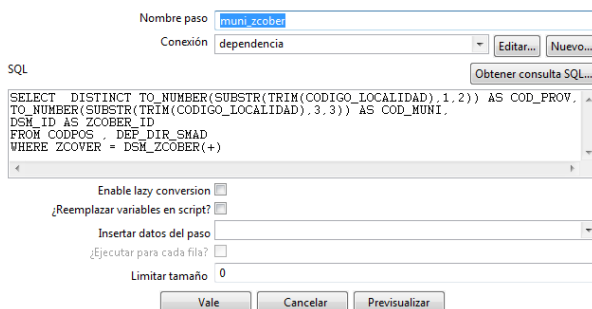 Nombre paso muni_zcober
Conexión dependencia Editar... Nuevo...
SQL Obtener consulta SQL...
SELECT  DISTINCT TO_NUMBER(SUBSTR(TRIM(CODIGO_LOCALIDAD),1,2)) AS COD_PROV,
TO_NUMBER(SUBSTR(TRIM(CODIGO_LOCALIDAD),3,3)) AS COD_MUNI,
DSM_ID AS ZCOBER_ID
FROM CODPOS , DEP_DIR_SMAD
WHERE ZCOVER = DSM_ZCOBER(+)
Enable lazy conversion
¿Reemplazar variables en script?
Insertar datos del paso
¿Ejecutar para cada fila?
Limitar tamaño 0
Vale Cancelar Previsualizar